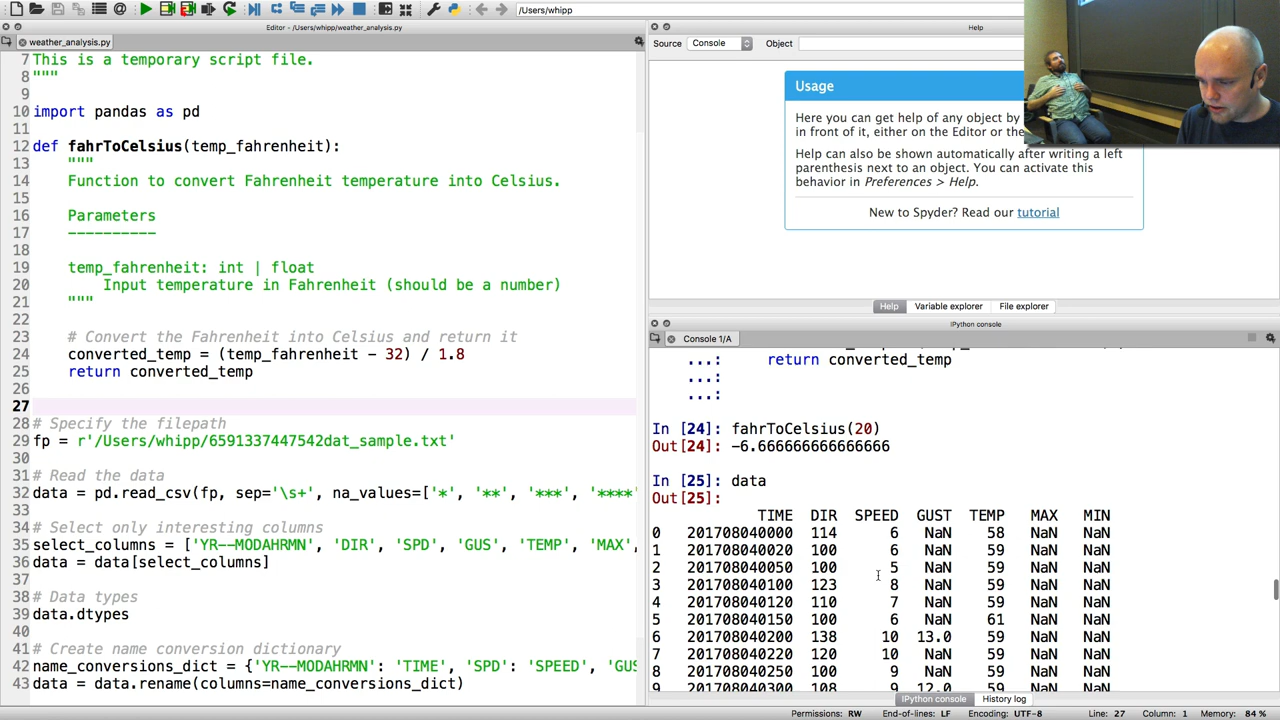 /Users/whipp
Editor - /Users/whipp/weather_analysis.py
weather_analysis.py
7 This is a temporary script file.
8 """
9
10 import pandas as pd
11
12 def fahrToCelsius(temp_fahrenheit):
13 """
14 Function to convert Fahrenheit temperature into Celsius.
15
16 Parameters
17 ----------
18
19 temp_fahrenheit: int | float
20 Input temperature in Fahrenheit (should be a number)
21 """
22
23 # Convert the Fahrenheit into Celsius and return it
24 converted_temp = (temp_fahrenheit - 32) / 1.8
25 return converted_temp
26
27
28 # Specify the filepath
29 fp = r'/Users/whipp/6591337447542dat_sample.txt'
30
31 # Read the data
32 data = pd.read_csv(fp, sep='\s+', na_values=['*', '**', '***', '****'
33
34 # Select only interesting columns
35 select_columns = ['YR--MODAHRMN', 'DIR', 'SPD', 'GUS', 'TEMP', 'MAX',
36 data = data[select_columns]
37
38 # Data types
39 data.dtypes
40
41 # Create name conversion dictionary
42 name_conversions_dict = {'YR--MODAHRMN': 'TIME', 'SPD': 'SPEED', 'GUS
43 data = data.rename(columns=name_conversions_dict)
Help
Source Console Object
Usage
Here you can get help of any object by
in front of it, either on the Editor or the
Help can also be shown automatically after writing a left
parenthesis next to an object. You can activate this
behavior in Preferences > Help.
New to Spyder? Read our tutorial
Help Variable explorer File explorer
IPython console
Console 1/A
...: return converted_temp
...:
...:
In [24]: fahrToCelsius(20)
Out[24]: -6.666666666666666
In [25]: data
Out[25]:
TIME DIR SPEED GUST TEMP MAX MIN
0 201708040000 114 6 NaN 58 NaN NaN
1 201708040020 100 6 NaN 59 NaN NaN
2 201708040050 100 5 NaN 59 NaN NaN
3 201708040100 123 8 NaN 59 NaN NaN
4 201708040120 110 7 NaN 59 NaN NaN
5 201708040150 100 6 NaN 61 NaN NaN
6 201708040200 138 10 13.0 59 NaN NaN
7 201708040220 120 10 NaN 59 NaN NaN
8 201708040250 100 9 NaN 59 NaN NaN
9 201708040300 108 9 12.0 59 NaN NaN
IPython console History log
Permissions: RW End-of-lines: LF Encoding: UTF-8 Line: 27 Column: 1 Memory: 84 %